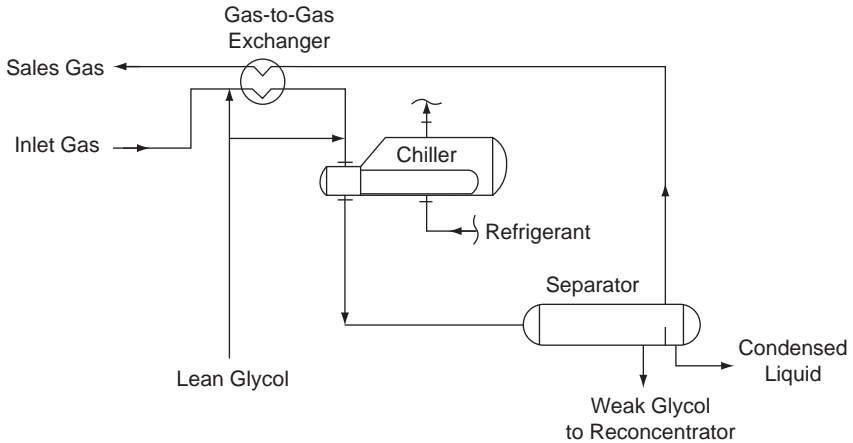 Gas-to-Gas
Exchanger
Sales Gas
Inlet Gas
Chiller
Refrigerant
Separator
Lean Glycol
Condensed
Liquid
Weak Glycol
to Reconcentrator